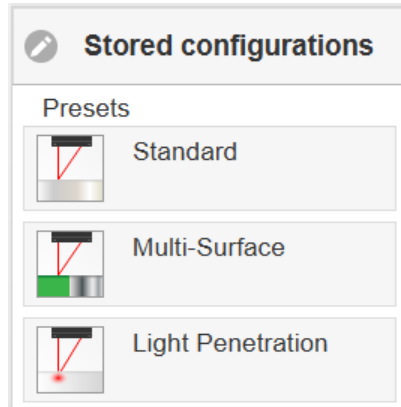 Stored configurations
Presets
Standard
Multi-Surface
Light Penetration